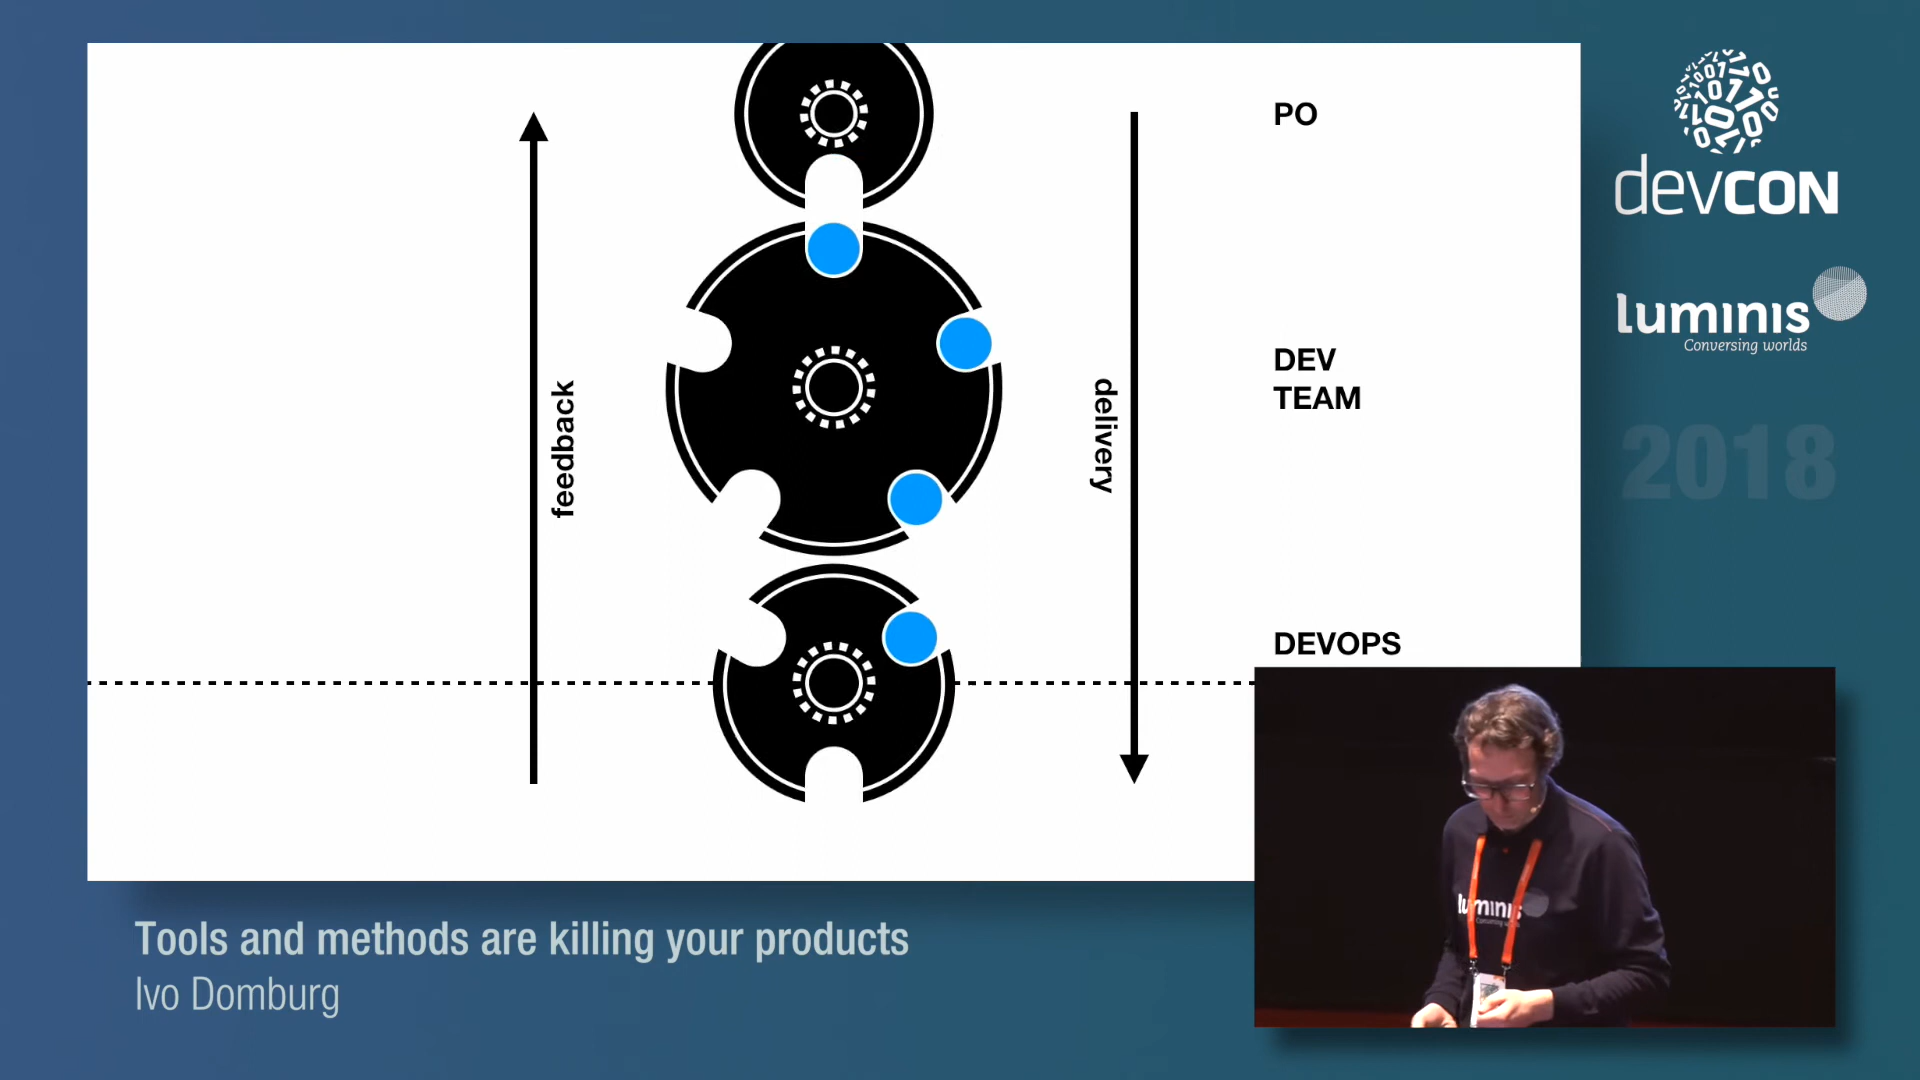 PO
DEV
TEAM
DEVOPS
feedback
delivery
devCON
luminis
Conversing worlds
2018
luminis
Tools and methods are killing your products
Ivo Domburg